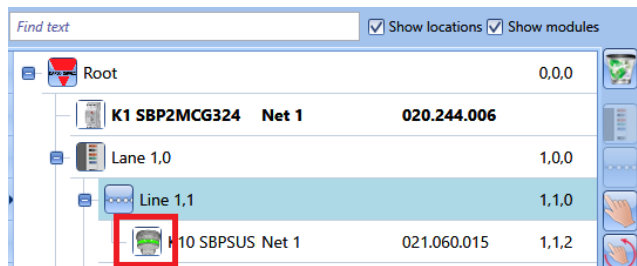 Find text
Show locations Show modules
Root 0,0,0
K1 SBP2MCG324 Net 1 020.244.006
Lane 1,0 1,0,0
Line 1,1 1,1,0
K10 SBPSUS Net 1 021.060.015 1,1,2